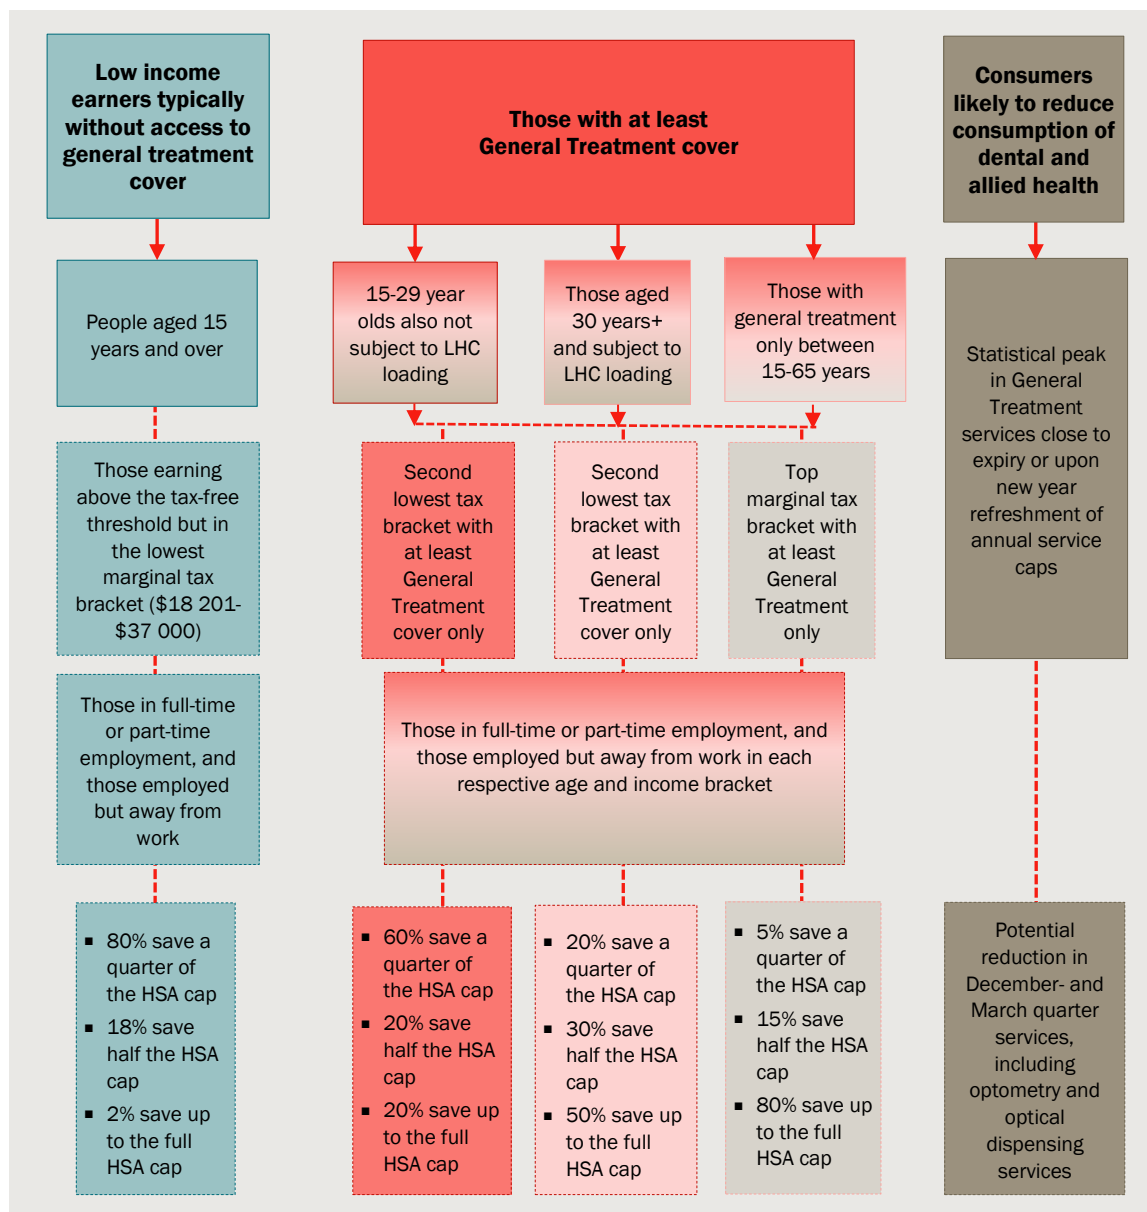 Low income
earners typically
without access to
general treatment
cover
Those with at least
General Treatment cover
Consumers
likely to reduce
consumption of
dental and
allied health
People aged 15
years and over
15-29 year
olds also not
subject to LHC
loading
Those aged
30 years+
and subject to
LHC loading
Those with
general treatment
only between
15-65 years
Statistical peak
in General
Treatment
services close to
expiry or upon
new year
refreshment of
annual service
caps
Those earning
above the tax-free
threshold but in
the lowest
marginal tax
bracket ($18 201-
$37 000)
Second
lowest tax
bracket with
at least
General
Treatment
cover only
Second
lowest tax
bracket with
at least
General
Treatment
cover only
Top
marginal tax
bracket with
at least
General
Treatment
only
Those in full-time
or part-time
employment, and
those employed
but away from
work
Those in full-time or part-time employment, and
those employed but away from work in each
respective age and income bracket
▪ 80% save a
quarter of
the HSA cap
▪ 18% save
half the HSA
cap
▪ 2% save up
to the full
HSA cap
▪ 60% save a
quarter of
the HSA cap
▪ 20% save
half the HSA
cap
▪ 20% save up
to the full
HSA cap
▪ 20% save a
quarter of
the HSA cap
▪ 30% save
half the HSA
cap
▪ 50% save up
to the full
HSA cap
▪ 5% save a
quarter of
the HSA cap
▪ 15% save
half the HSA
cap
▪ 80% save up
to the full
HSA cap
Potential
reduction in
December- and
March quarter
services,
including
optometry and
optical
dispensing
services